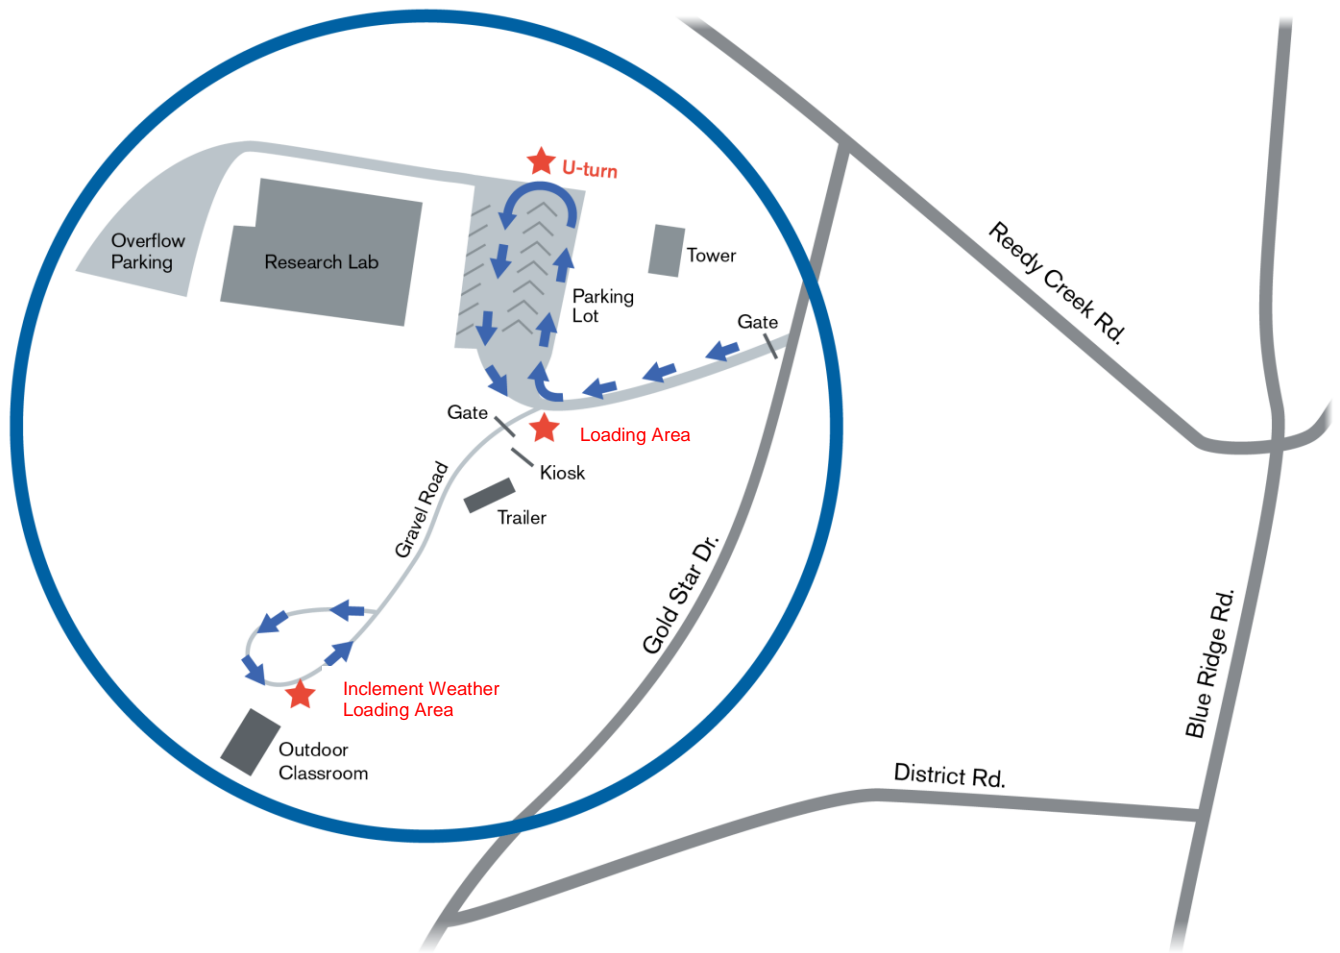 U-turn
Reedy Creek Rd.
Overflow
Parking
Research Lab
Tower
Parking
Lot
Gate
Gate
Loading Area
Kiosk
Trailer
Gravel Road
Gold Star Dr.
Blue Ridge Rd.
Inclement Weather
Loading Area
Outdoor
Classroom
District Rd.